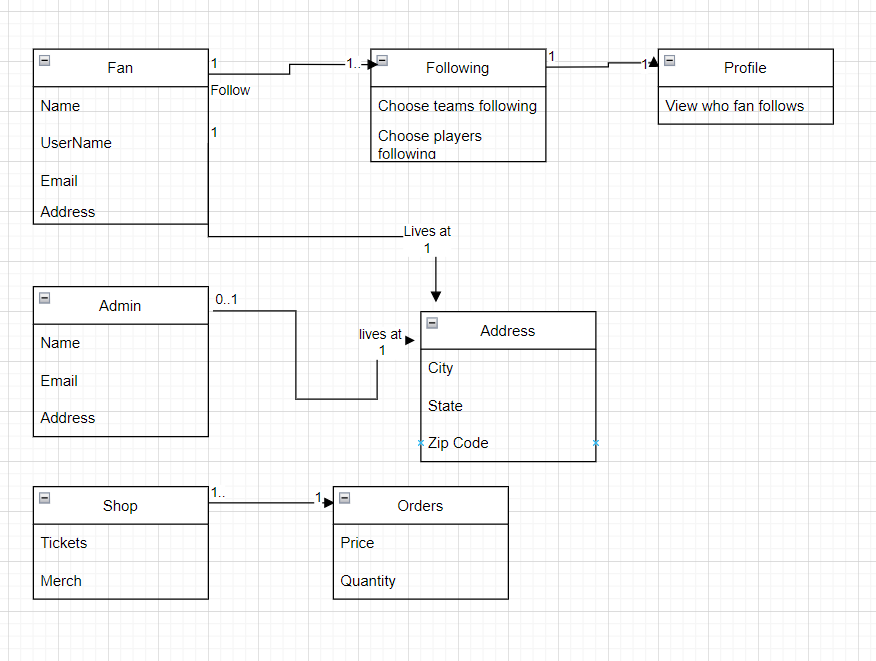 Fan
Name
UserName
Email
Address
1
Follow
1..
Following
Choose teams following
Choose players
following
1
1
Profile
View who fan follows
1
Lives at
1
Admin
Name
Email
Address
0..1
lives at
1
Address
City
State
Zip Code
Shop
Tickets
Merch
1..
1
Orders
Price
Quantity